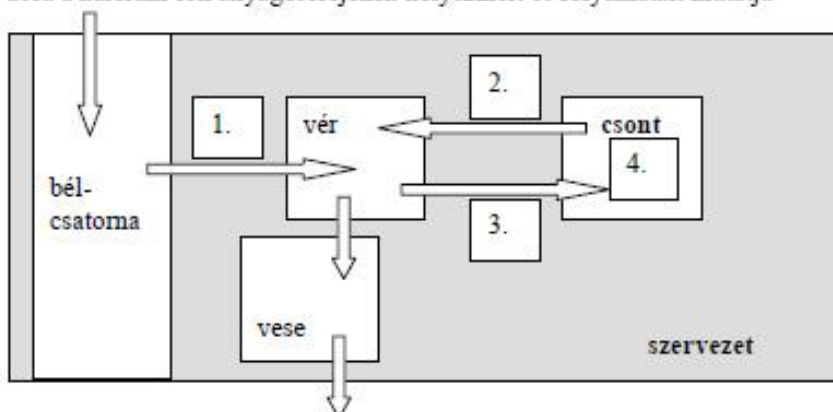 1.
vér
2.
csont
4.
bél-
csatorna
3.
vese
szervezet